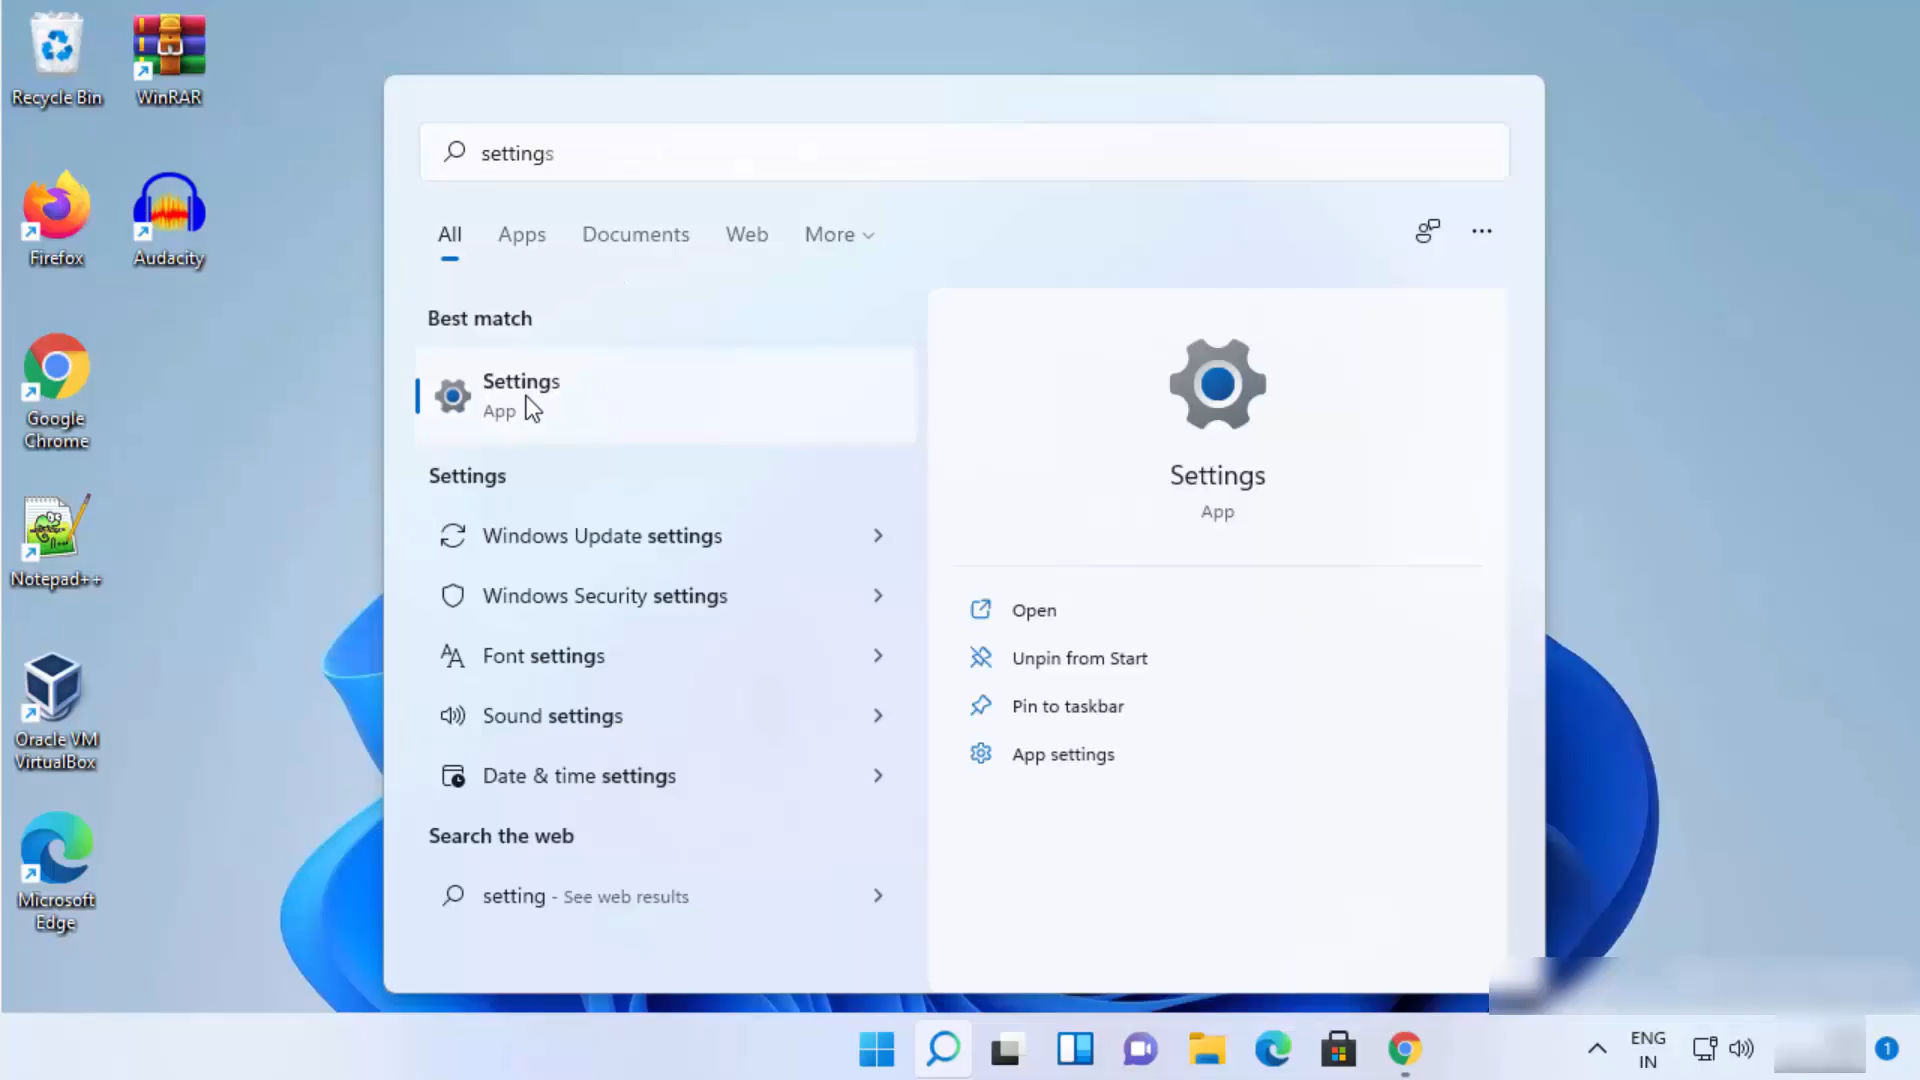 Recycle Bin
WinRAR
Firefox
Audacity
Google
Chrome
Notepad++
Oracle VM
VirtualBox
Microsoft
Edge
settings
All
Apps
Documents
Web
More
Best match
Settings
App
Settings
Windows Update settings
Windows Security settings
Font settings
Sound settings
Date & time settings
Search the web
setting - See web results
Settings
App
Open
Unpin from Start
Pin to taskbar
App settings
ENG
IN
1